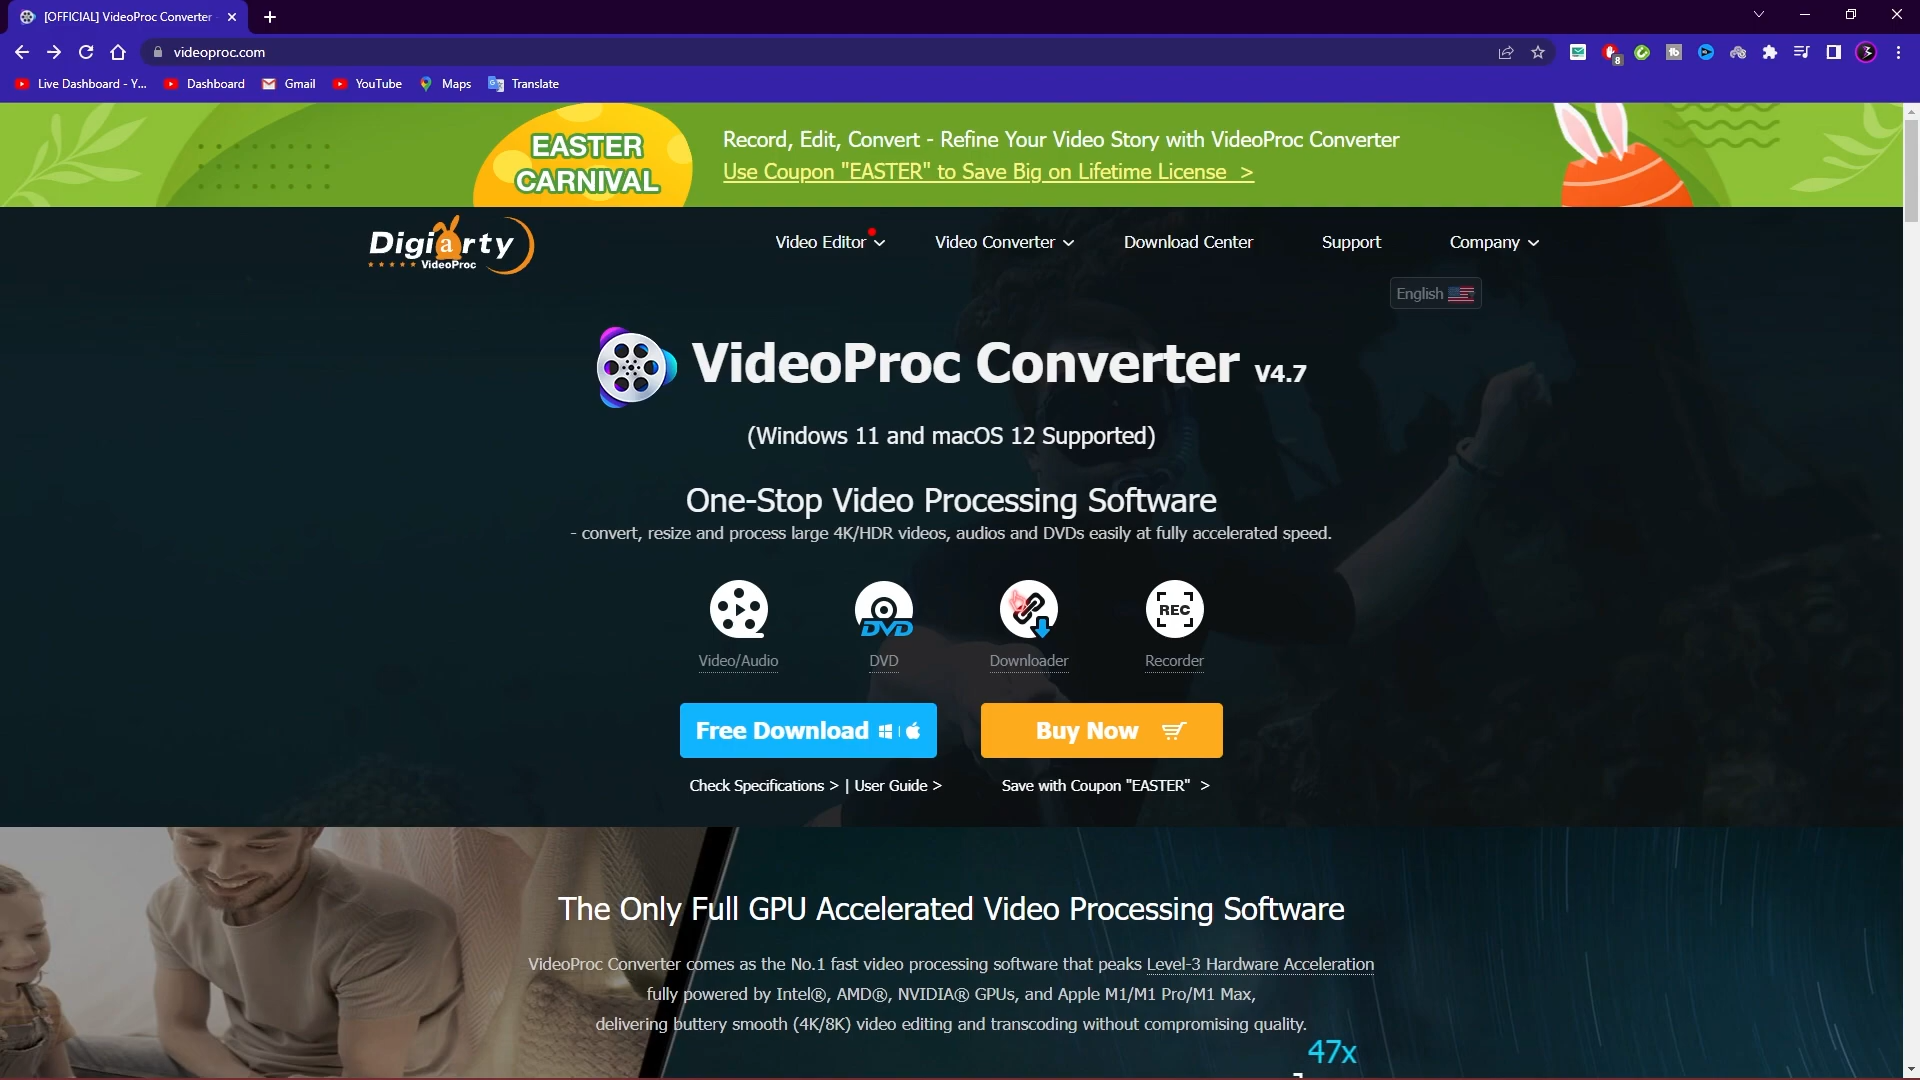 [OFFICIAL] VideoProc Converter
videoproc.com
8
Live Dashboard - Y...
Dashboard
Gmail
YouTube
Maps
Translate
EASTER
CARNIVAL
Record, Edit, Convert - Refine Your Video Story with VideoProc Converter
Use Coupon "EASTER" to Save Big on Lifetime License >
Digiarty
VideoProc
Video Editor
Video Converter
Download Center
Support
Company
English
VideoProc Converter V4.7
(Windows 11 and macOS 12 Supported)
One-Stop Video Processing Software
- convert, resize and process large 4K/HDR videos, audios and DVDs easily at fully accelerated speed.
DVD
REC
Video/Audio
DVD
Downloader
Recorder
Free Download
Buy Now
Check Specifications > | User Guide >
Save with Coupon "EASTER" >
The Only Full GPU Accelerated Video Processing Software
VideoProc Converter comes as the No.1 fast video processing software that peaks Level-3 Hardware Acceleration
fully powered by Intel®, AMD®, NVIDIA® GPUs, and Apple M1/M1 Pro/M1 Max,
delivering buttery smooth (4K/8K) video editing and transcoding without compromising quality.
47x